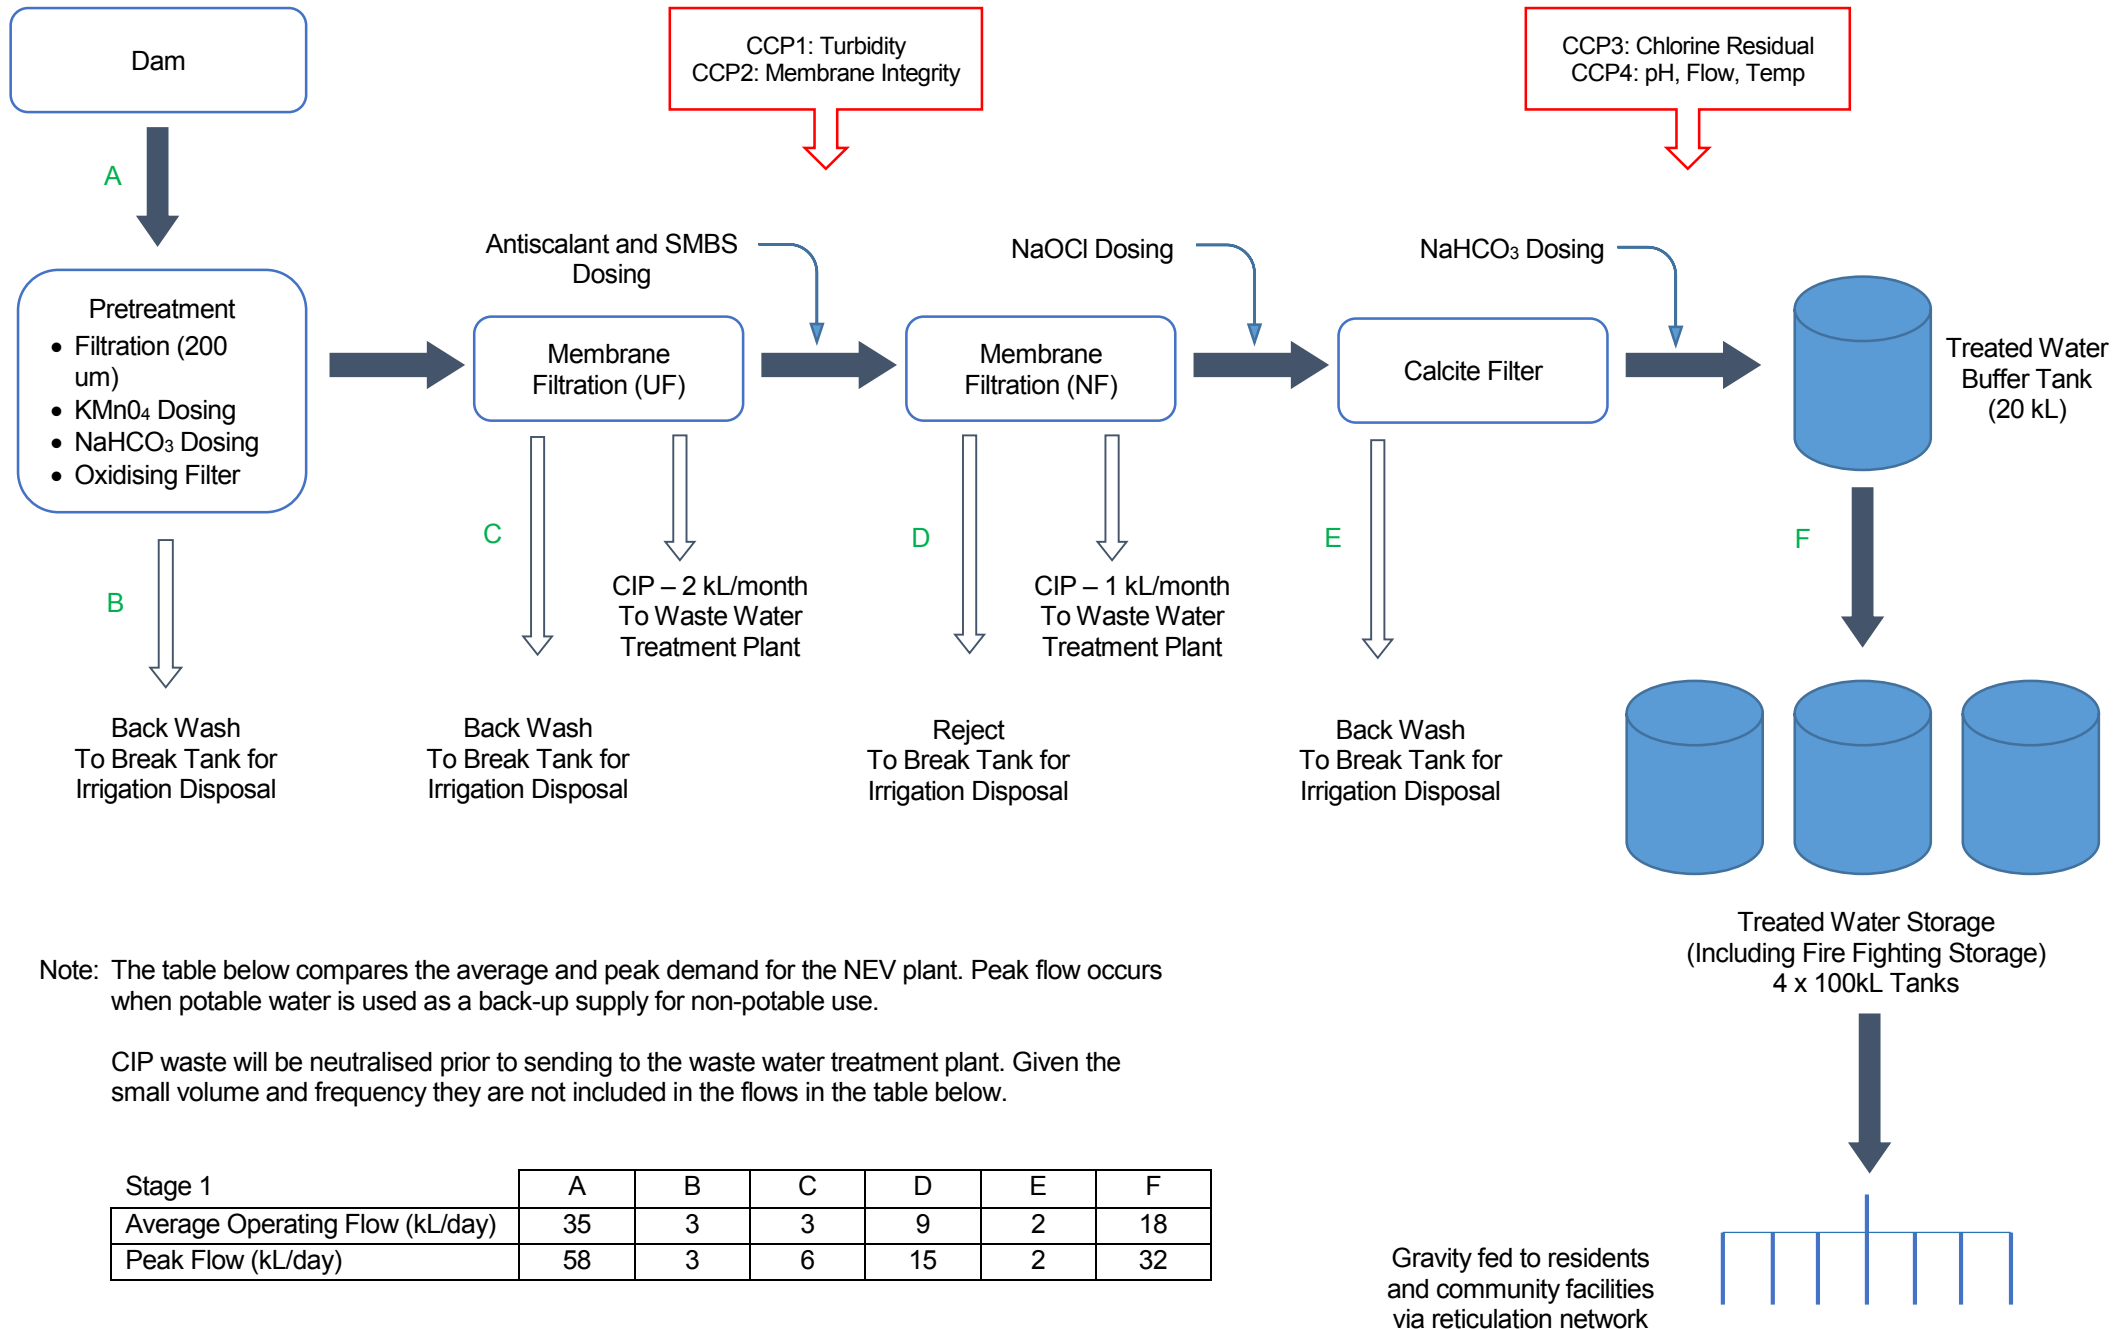 Dam
CCP1: Turbidity
CCP2: Membrane Integrity
CCP3: Chlorine Residual
CCP4: pH, Flow, Temp
A
Antiscalant and SMBS
Dosing
NaOCl Dosing
NaHCO₃ Dosing
Pretreatment
• Filtration (200
um)
• KMn0₄ Dosing
• NaHCO₃ Dosing
• Oxidising Filter
Membrane
Filtration (UF)
Membrane
Filtration (NF)
Calcite Filter
Treated Water
Buffer Tank
(20 kL)
B
C
D
E
F
CIP – 2 kL/month
To Waste Water
Treatment Plant
CIP – 1 kL/month
To Waste Water
Treatment Plant
Back Wash
To Break Tank for
Irrigation Disposal
Back Wash
To Break Tank for
Irrigation Disposal
Reject
To Break Tank for
Irrigation Disposal
Back Wash
To Break Tank for
Irrigation Disposal
Treated Water Storage
(Including Fire Fighting Storage)
4 x 100kL Tanks
Note: The table below compares the average and peak demand for the NEV plant. Peak flow occurs
when potable water is used as a back-up supply for non-potable use.
CIP waste will be neutralised prior to sending to the waste water treatment plant. Given the
small volume and frequency they are not included in the flows in the table below.
Stage 1 A B C D E F
Average Operating Flow (kL/day) 35 3 3 9 2 18
Peak Flow (kL/day) 58 3 6 15 2 32
Gravity fed to residents
and community facilities
via reticulation network